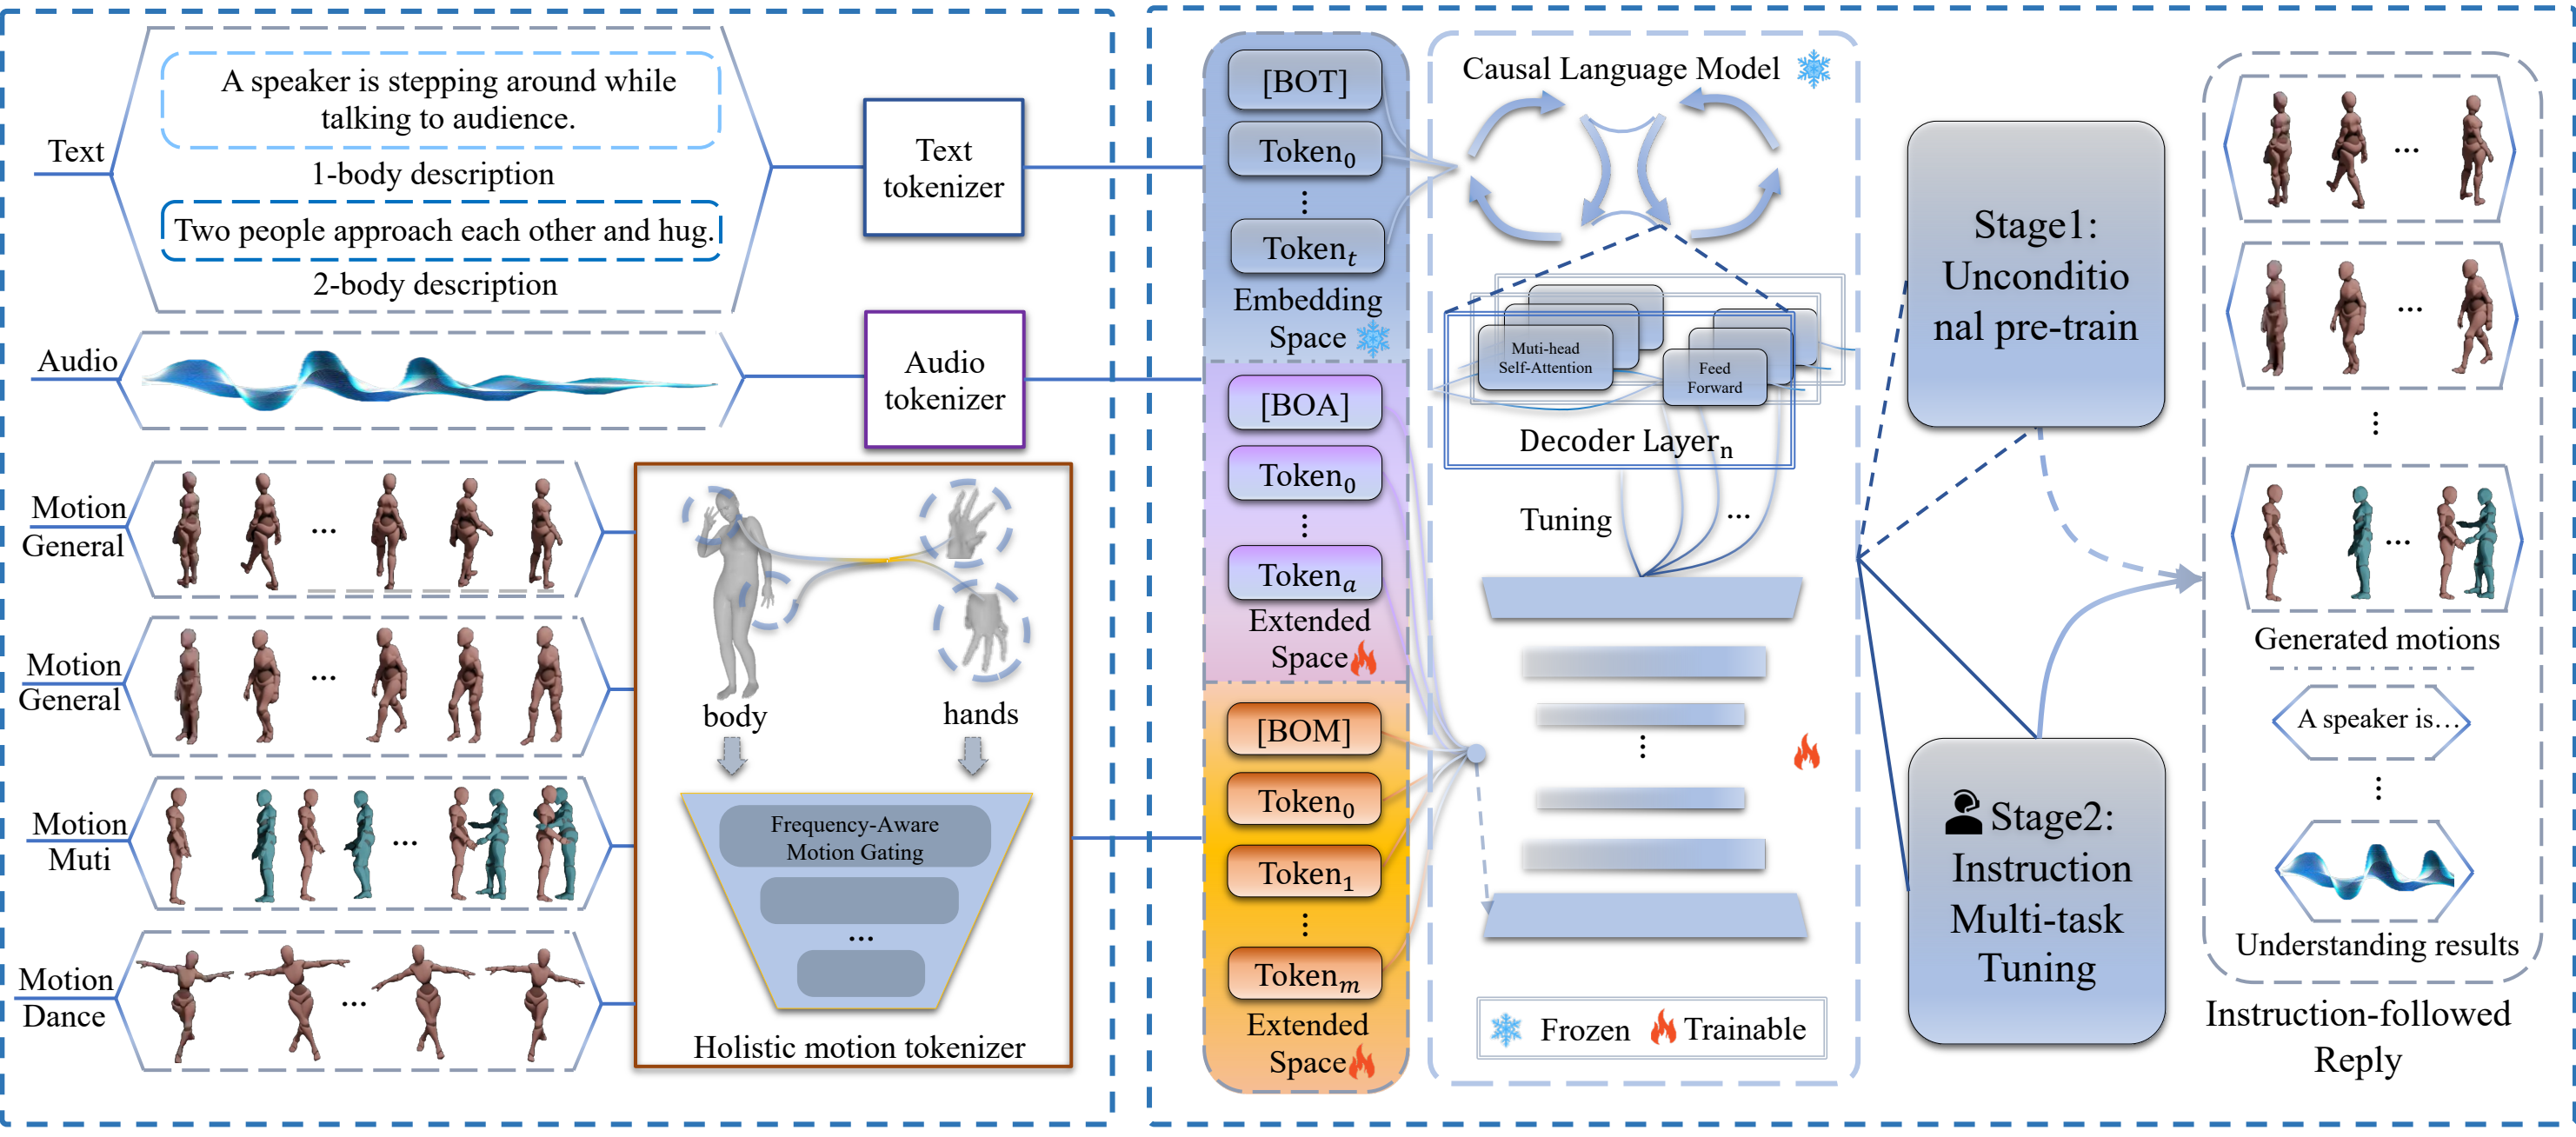 Text
A speaker is stepping around while
talking to audience.
1-body description
Two people approach each other and hug.
2-body description
Text
tokenizer
Audio
Audio
tokenizer
Motion
General
...
Motion
General
...
Motion
Muti
...
Motion
Dance
...
body
hands
Frequency-Aware
Motion Gating
...
Holistic motion tokenizer
[BOT]
Token0
⋮
Tokent
Embedding
Space
[BOA]
Token0
⋮
Tokena
Extended
Space
[BOM]
Token0
Token1
⋮
Tokenm
Extended
Space
Causal Language Model
Muti-head
Self-Attention
Feed
Forward
Decoder Layern
Tuning
...
⋮
Frozen
Trainable
Stage1:
Unconditio
nal pre-train
Stage2:
Instruction
Multi-task
Tuning
...
...
⋮
...
Generated motions
A speaker is...
⋮
Understanding results
Instruction-followed
Reply